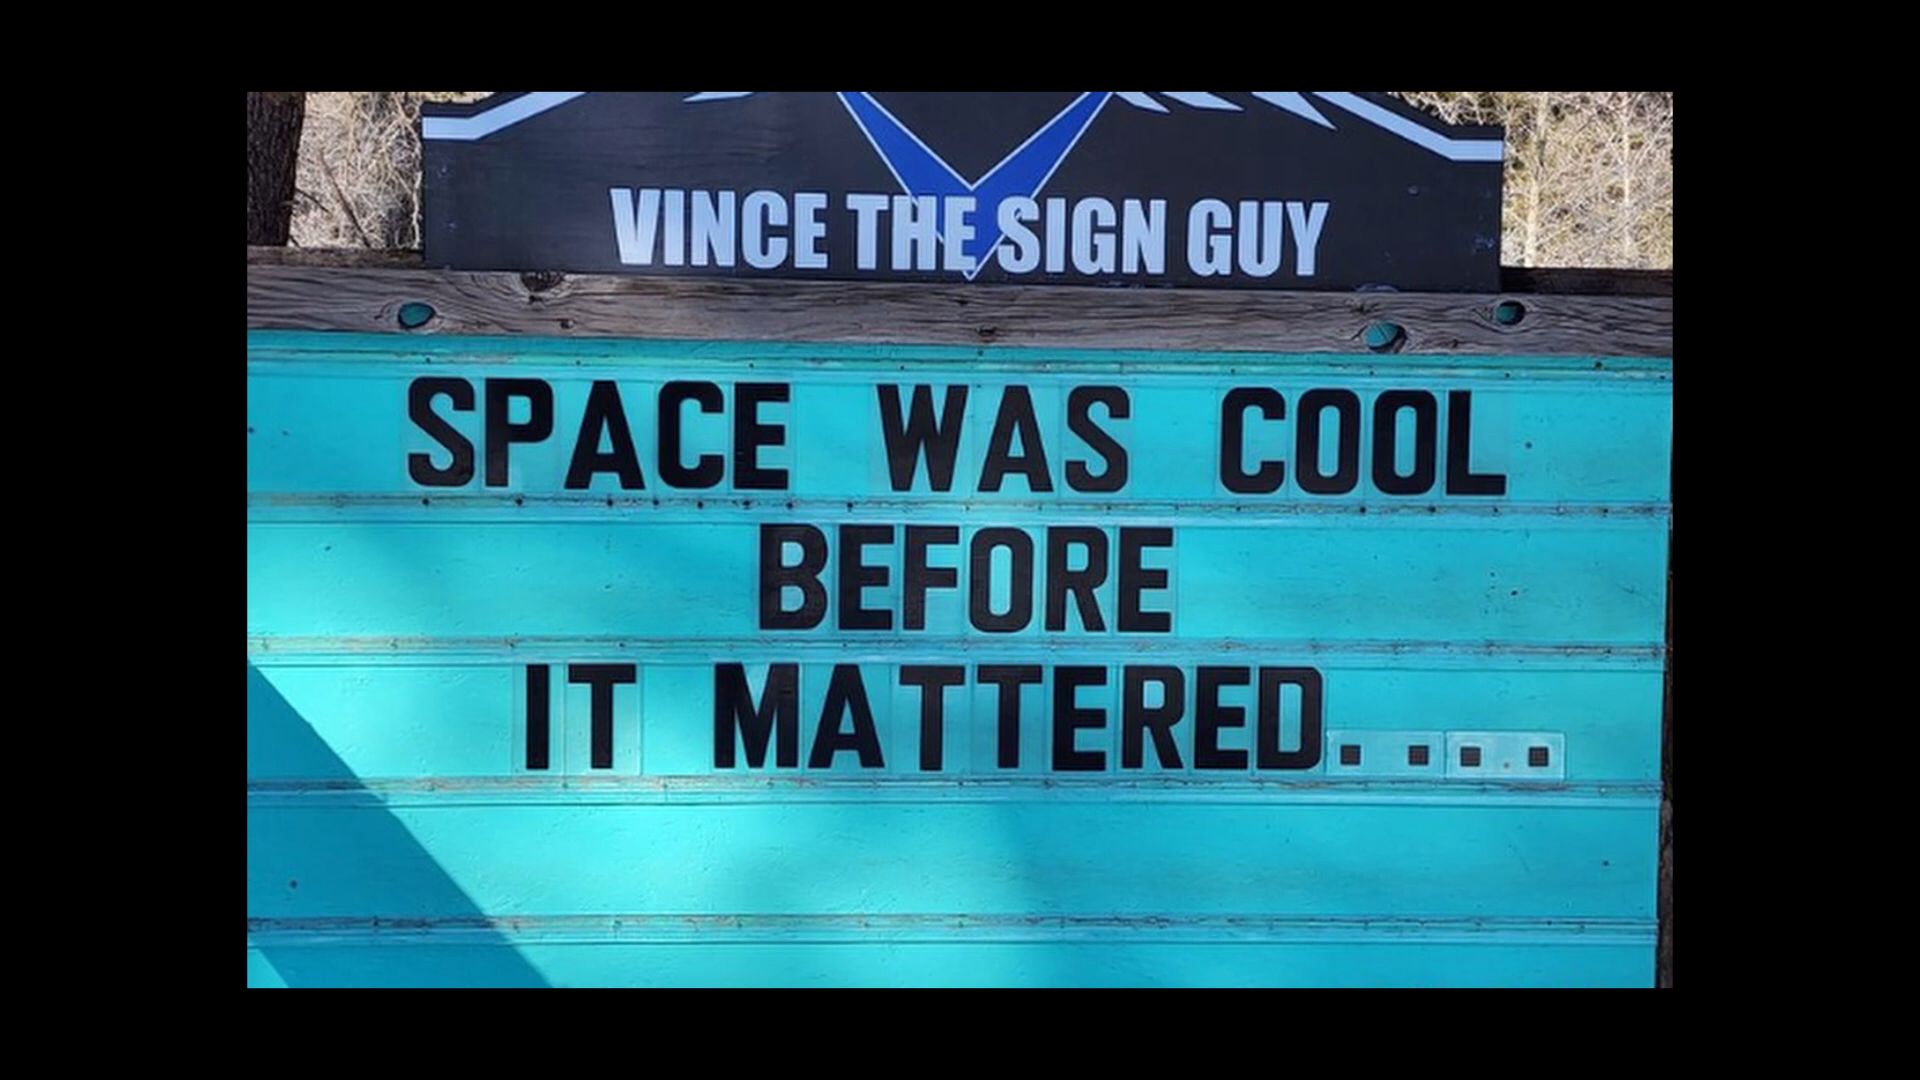 VINCE THE SIGN GUY
SPACE WAS COOL
BEFORE
IT MATTERED....